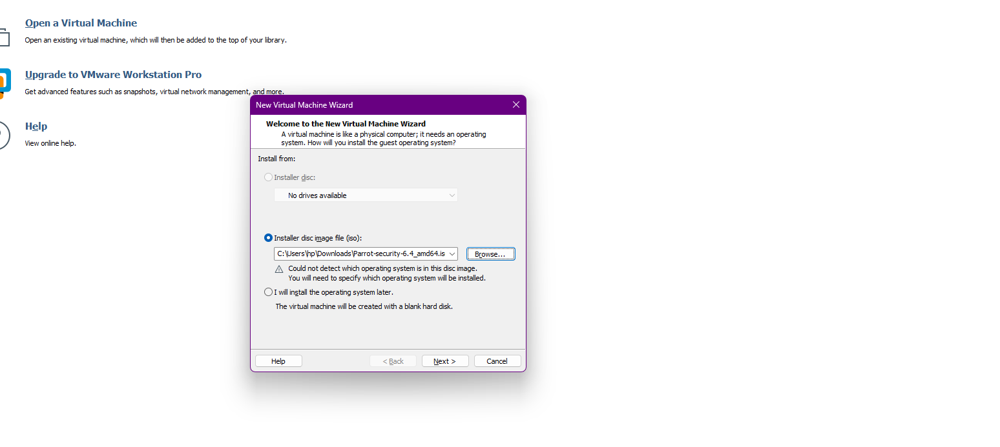 Open a Virtual Machine
Open an existing virtual machine, which will then be added to the top of your library.
Upgrade to VMware Workstation Pro
Get advanced features such as snapshots, virtual network management, and more.
Help
View online help.
New Virtual Machine Wizard
Welcome to the New Virtual Machine Wizard
A virtual machine is like a physical computer; it needs an operating
system. How will you install the guest operating system?
Install from:
Installer disc:
No drives available
Installer disc image file (iso):
C:\Users\hp\Downloads\Parrot-security-6.4_amd64.is
Browse...
Could not detect which operating system is in this disc image.
You will need to specify which operating system will be installed.
I will install the operating system later.
The virtual machine will be created with a blank hard disk.
Help
< Back
Next >
Cancel